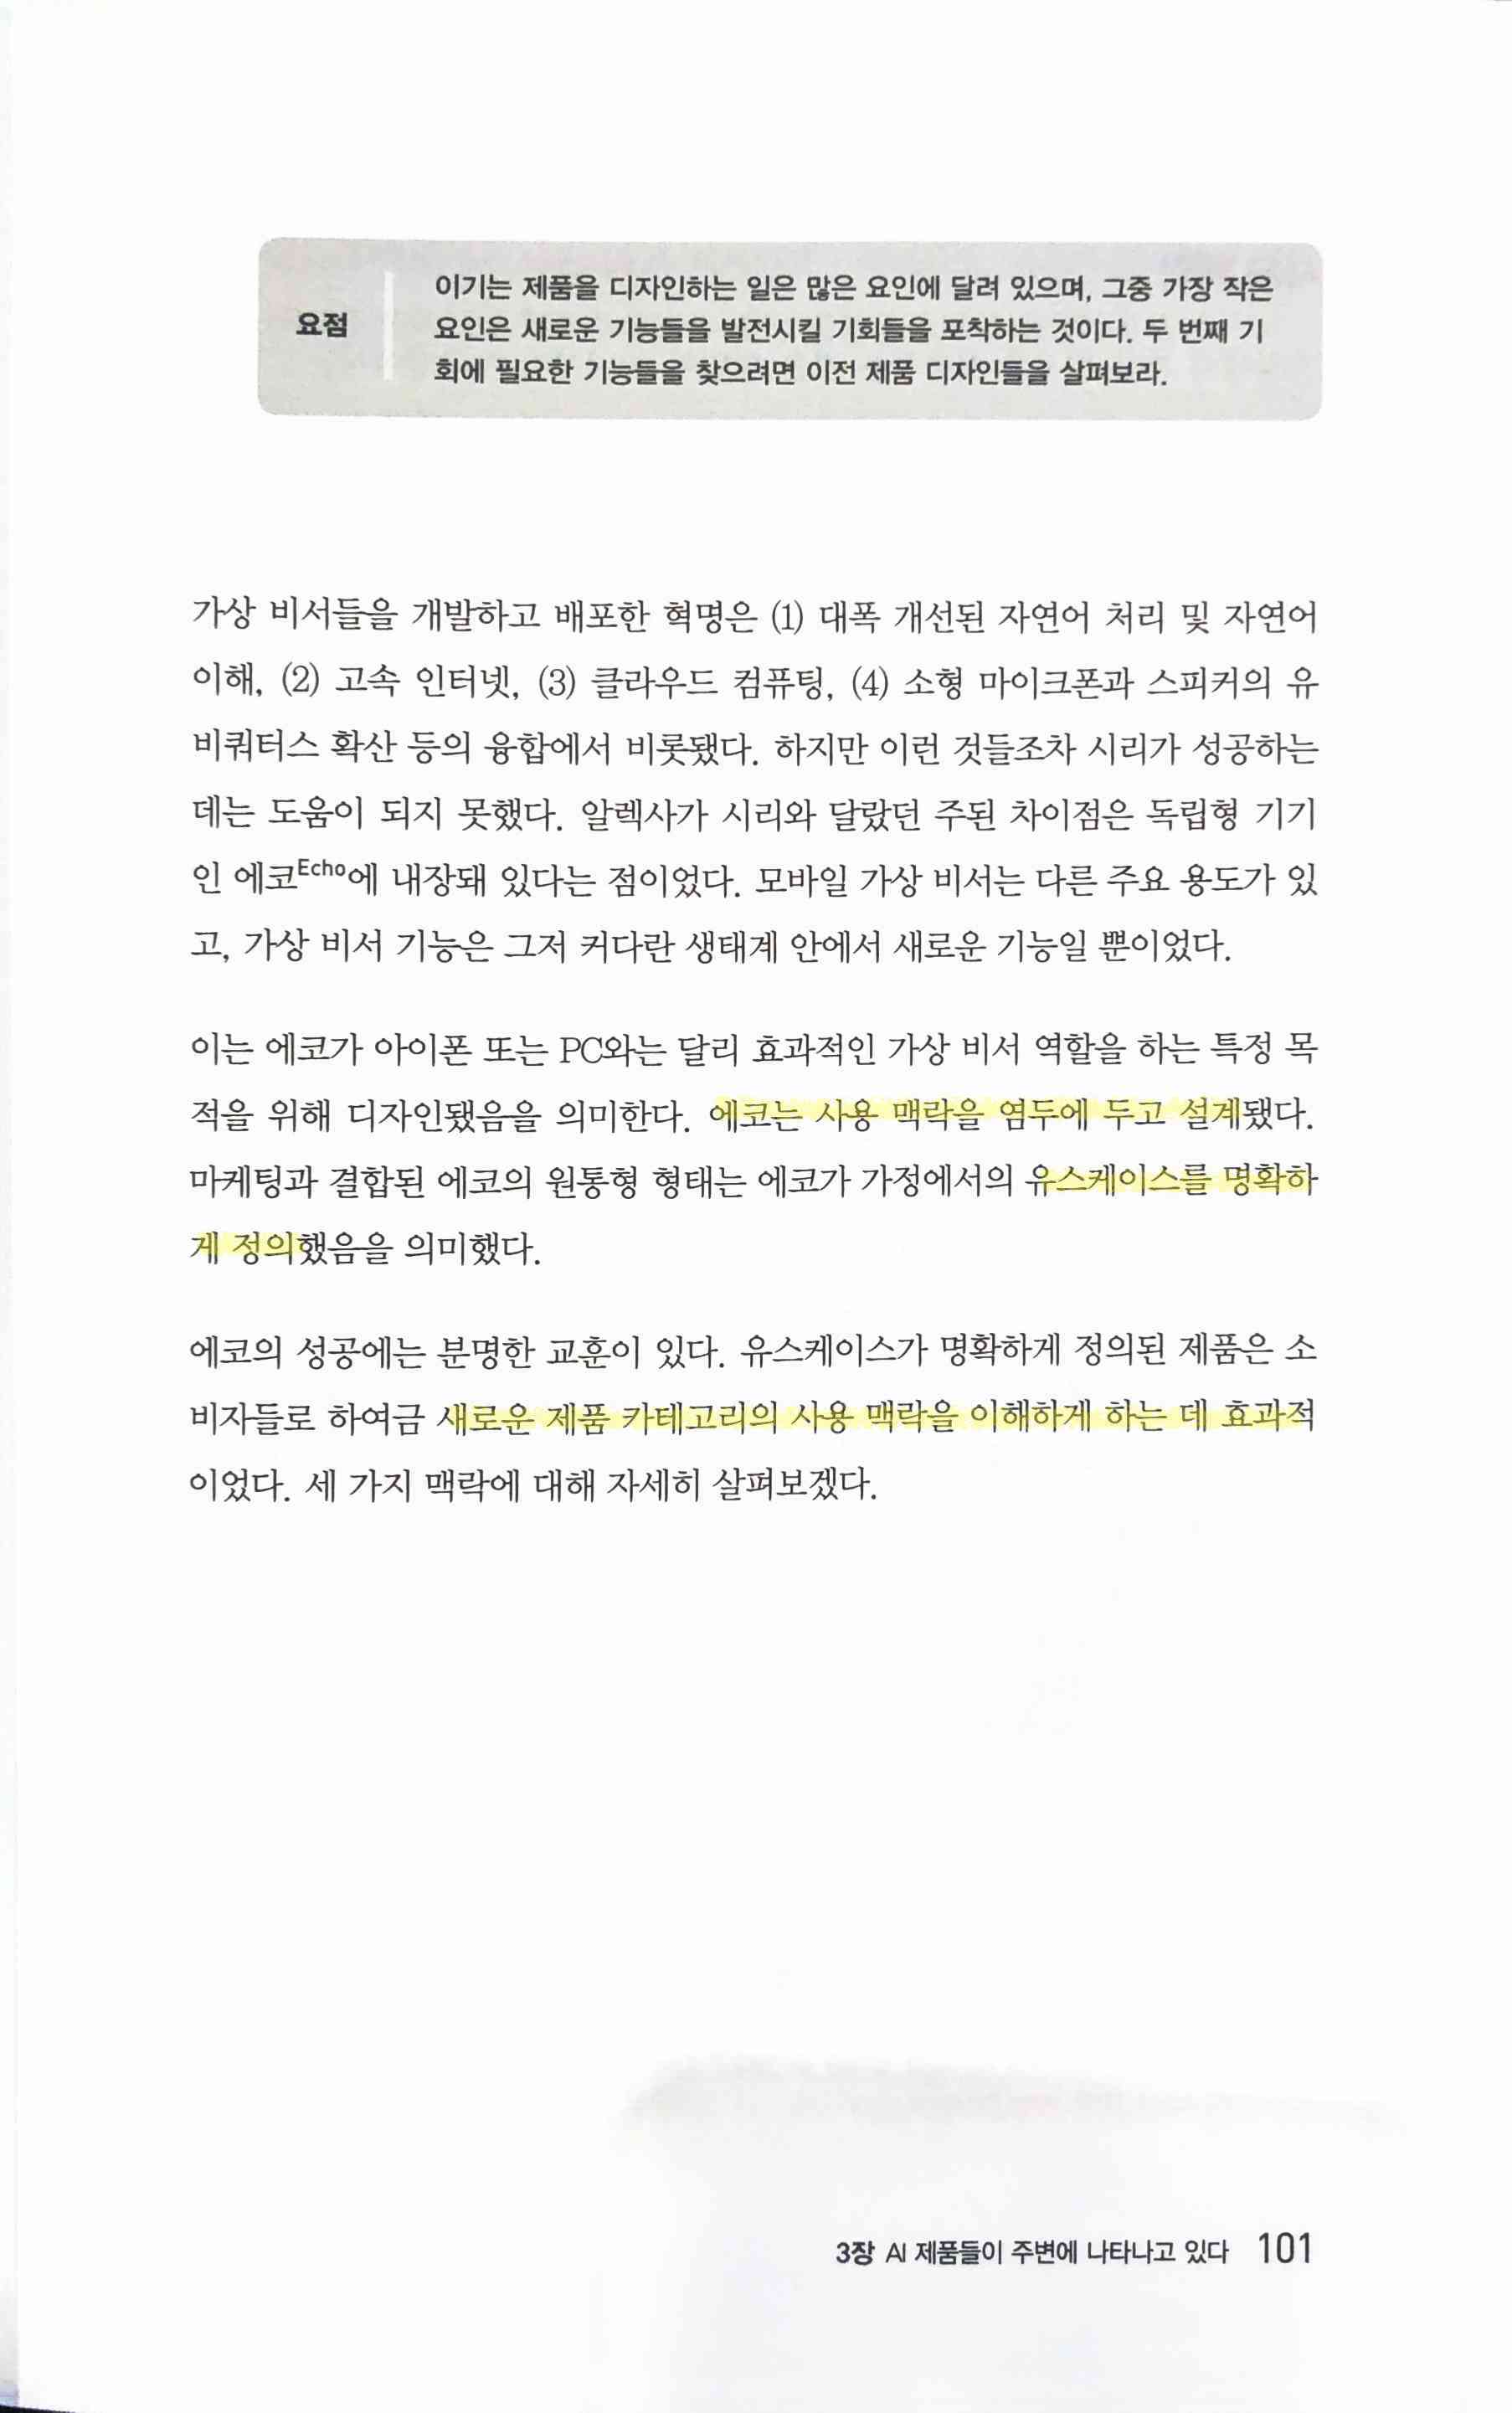 요점
이기는 제품을 디자인하는 일은 많은 요인에 달려 있으며, 그중 가장 작은
요인은 새로운 기능들을 발전시킬 기회들을 포착하는 것이다. 두 번째 기
회에 필요한 기능들을 찾으려면 이전 제품 디자인들을 살펴보라.
가상 비서들을 개발하고 배포한 혁명은 (1) 대폭 개선된 자연어 처리 및 자연어
이해, (2) 고속 인터넷, (3) 클라우드 컴퓨팅, (4) 소형 마이크폰과 스피커의 유
비쿼터스 확산 등의 융합에서 비롯됐다. 하지만 이런 것들조차 시리가 성공하는
데는 도움이 되지 못했다. 알렉사가 시리와 달랐던 주된 차이점은 독립형 기기
인 에코Echo에 내장돼 있다는 점이었다. 모바일 가상 비서는 다른 주요 용도가 있
고, 가상 비서 기능은 그저 커다란 생태계 안에서 새로운 기능일 뿐이었다.
이는 에코가 아이폰 또는 PC와는 달리 효과적인 가상 비서 역할을 하는 특정 목
적을 위해 디자인됐음을 의미한다. 에코는 사용 맥락을 염두에 두고 설계됐다.
마케팅과 결합된 에코의 원통형 형태는 에코가 가정에서의 유스케이스를 명확하
게 정의했음을 의미했다.
에코의 성공에는 분명한 교훈이 있다. 유스케이스가 명확하게 정의된 제품은 소
비자들로 하여금 새로운 제품 카테고리의 사용 맥락을 이해하게 하는 데 효과적
이었다. 세 가지 맥락에 대해 자세히 살펴보겠다.
3장 AI 제품들이 주변에 나타나고 있다 101